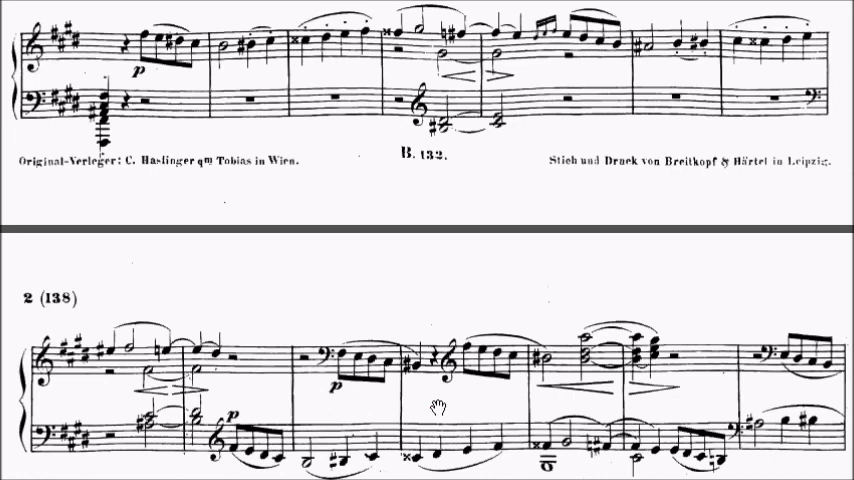 p
Original-Verleger: C. Haslinger qm Tobias in Wien. B. 132. Stich und Druck von Breitkopf & Härtel in Leipzig.
2 (138)
p
p